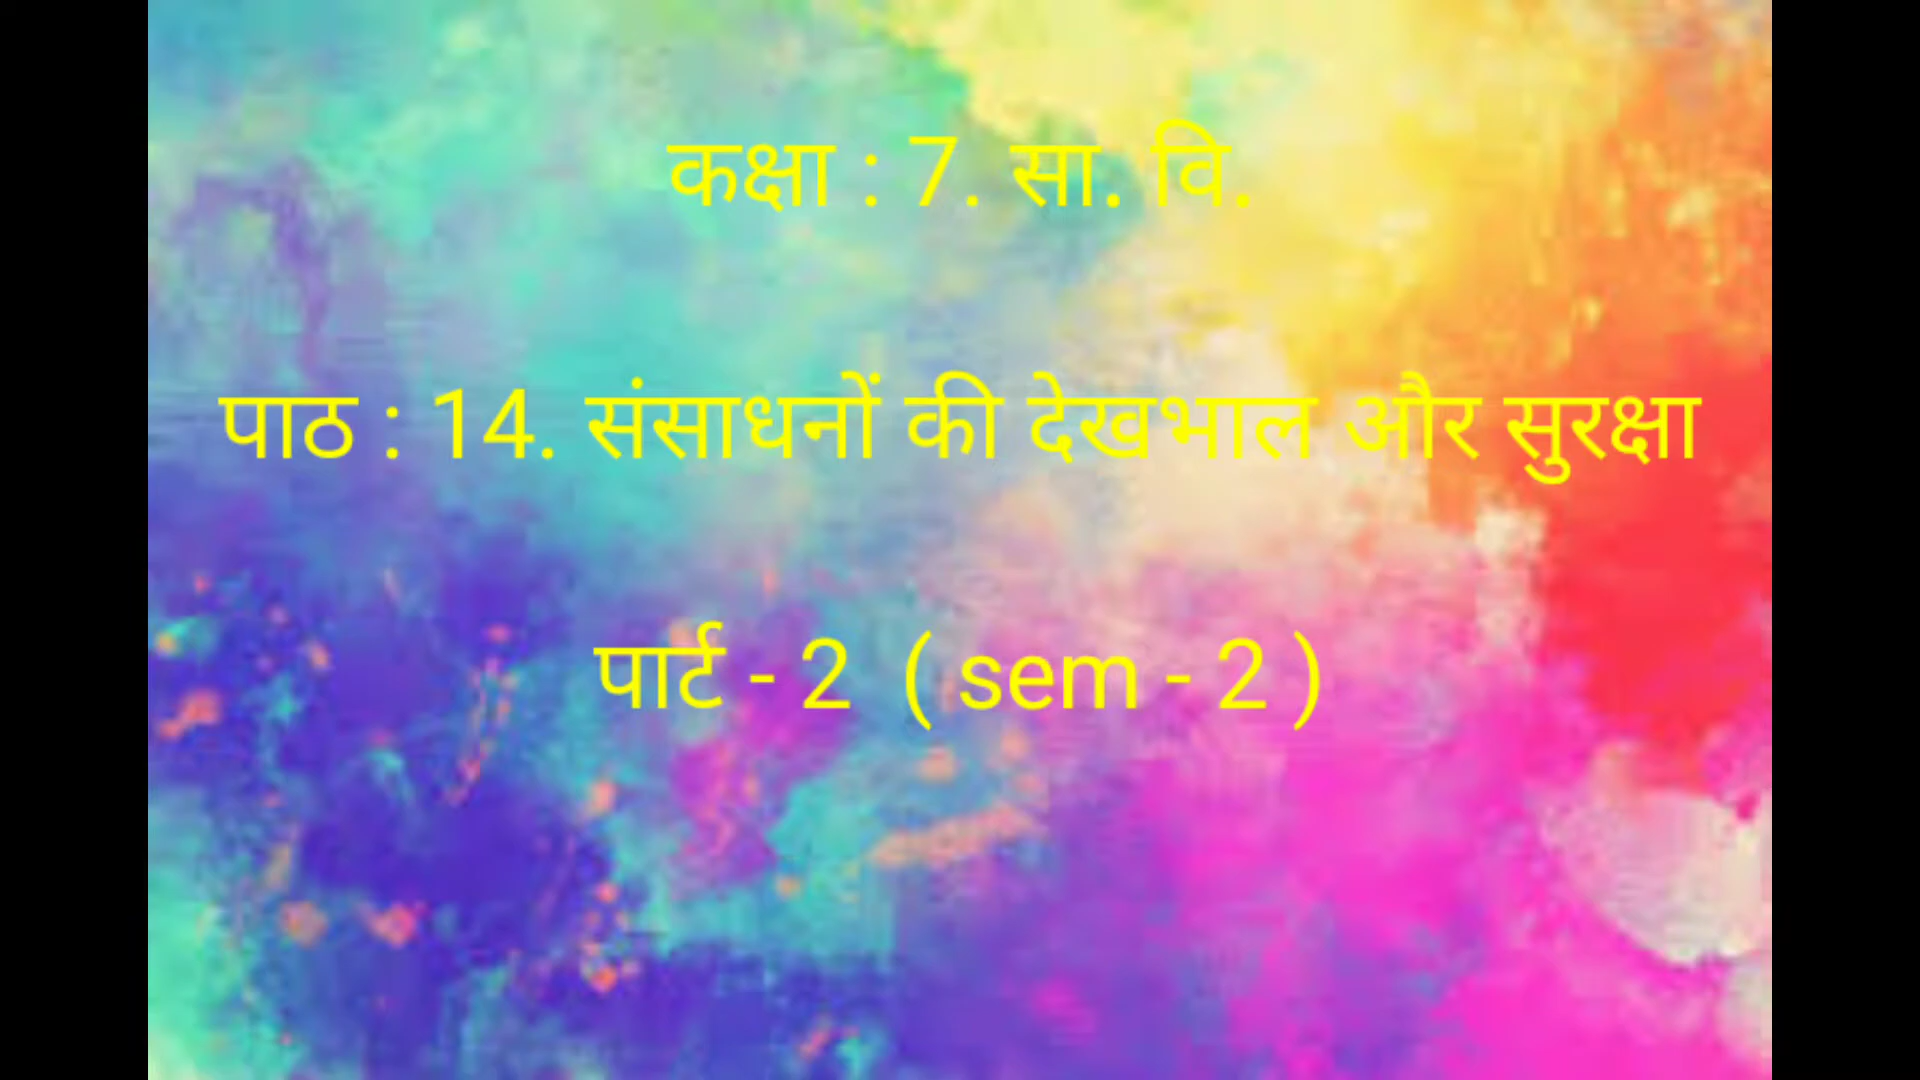 कक्षा : 7. सा. वि.
पाठ : 14. संसाधनों की देखभाल और सुरक्षा
पार्ट - 2 ( sem - 2 )